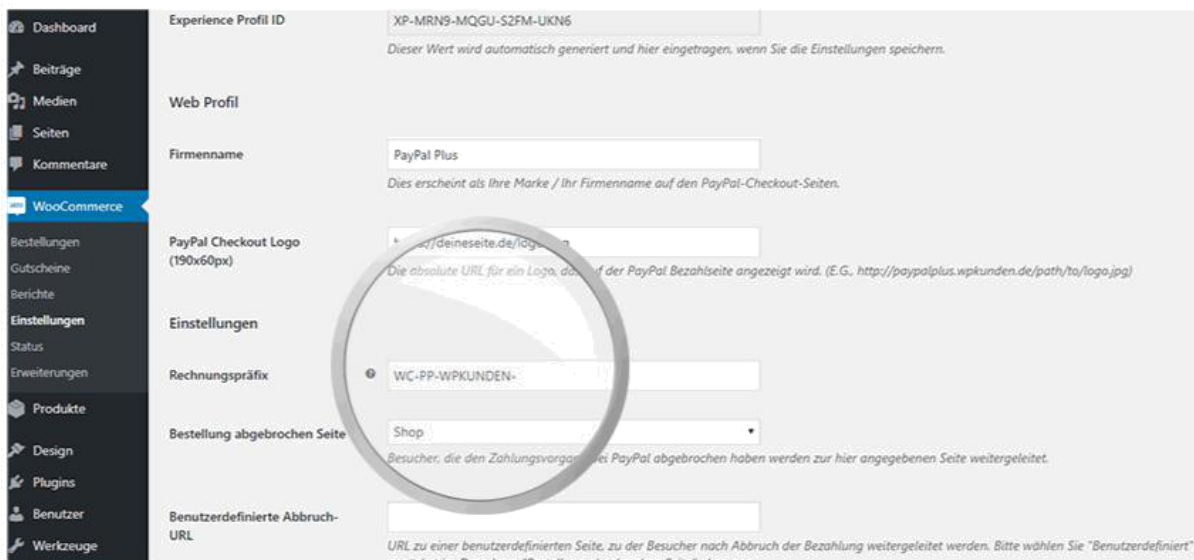 Dashboard
Beiträge
Medien
Seiten
Kommentare
WooCommerce
Bestellungen
Gutscheine
Berichte
Einstellungen
Status
Erweiterungen
Produkte
Design
Plugins
Benutzer
Werkzeuge
Experience Profil ID
XP-MRN9-MQGU-S2FM-UKN6
Dieser Wert wird automatisch generiert und hier eingetragen, wenn Sie die Einstellungen speichern.
Web Profil
Firmenname
PayPal Plus
Dies erscheint als Ihre Marke / Ihr Firmenname auf den PayPal-Checkout-Seiten.
PayPal Checkout Logo
(190x60px)
//deineseite.de/
Die absolute URL für ein Logo, der PayPal Bezahlseite angezeigt wird. (E.G., http://paypalplus.wpkunden.de/path/to/logo.jpg)
Einstellungen
Rechnungspräfix
WC-PP-WPKUNDEN-
Bestellung abgebrochen Seite
Shop
Besucher, die den bei PayPal abgebrochen haben werden zur hier angegebenen Seite weitergeleitet.
Benutzerdefinierte Abbruch-
URL
URL zu einer benutzerdefinierten Seite, zu der Besucher nach Abbruch der Bezahlung weitergeleitet werden. Bitte wählen Sie "Benutzerdefiniert"